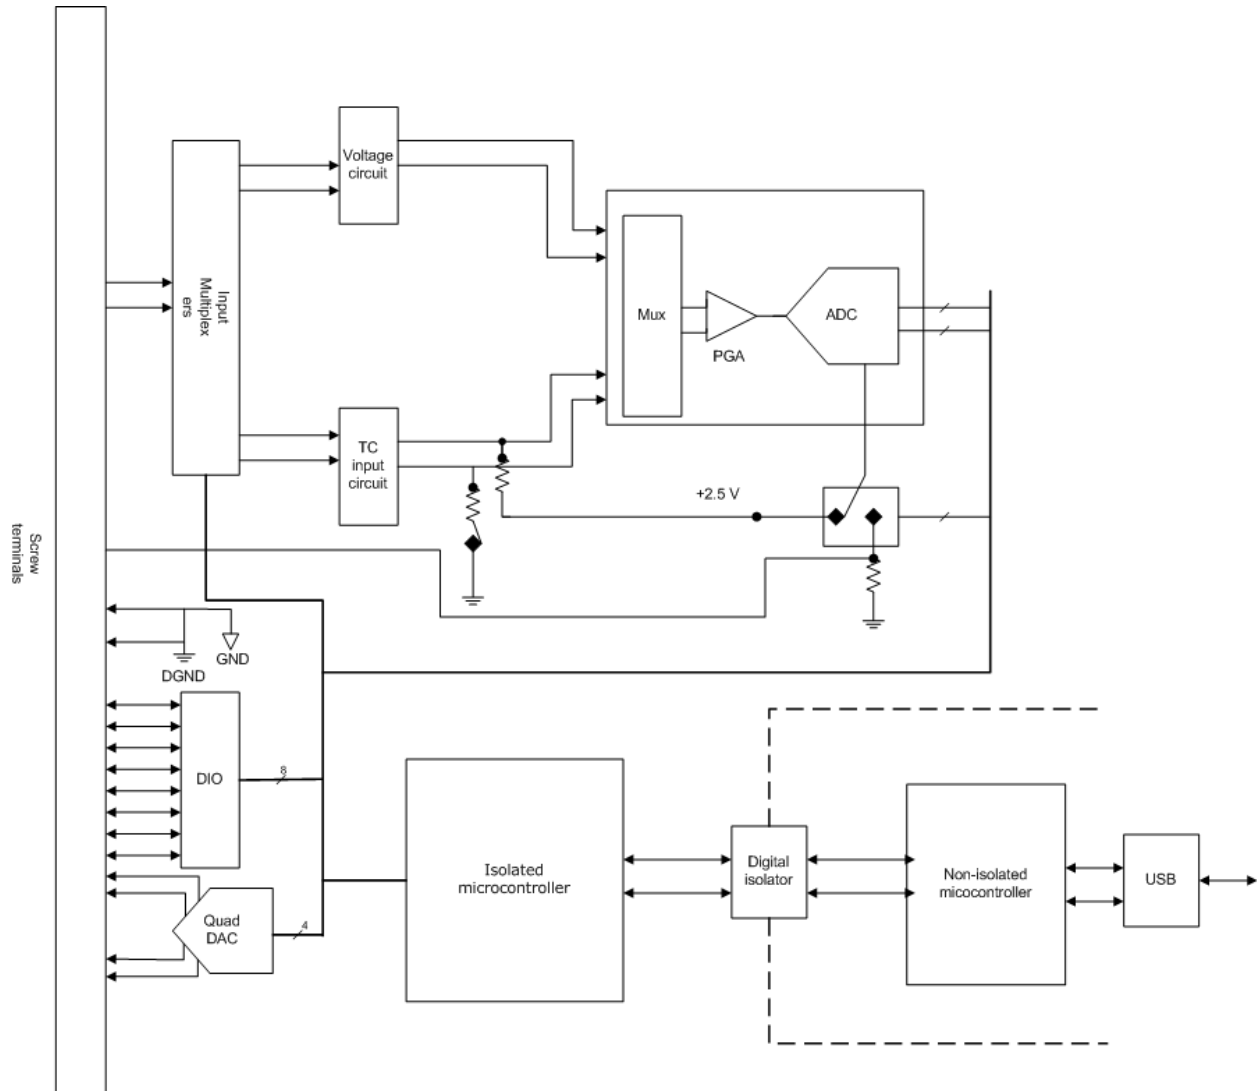 Voltage
circuit
Input
Multiplex
ers
Mux
PGA
ADC
TC
input
circuit
+2.5 V
Screw
terminals
GND
DGND
DIO
8
Quad
DAC
4
Isolated
microcontroller
Digital
isolator
Non-isolated
micocontroller
USB